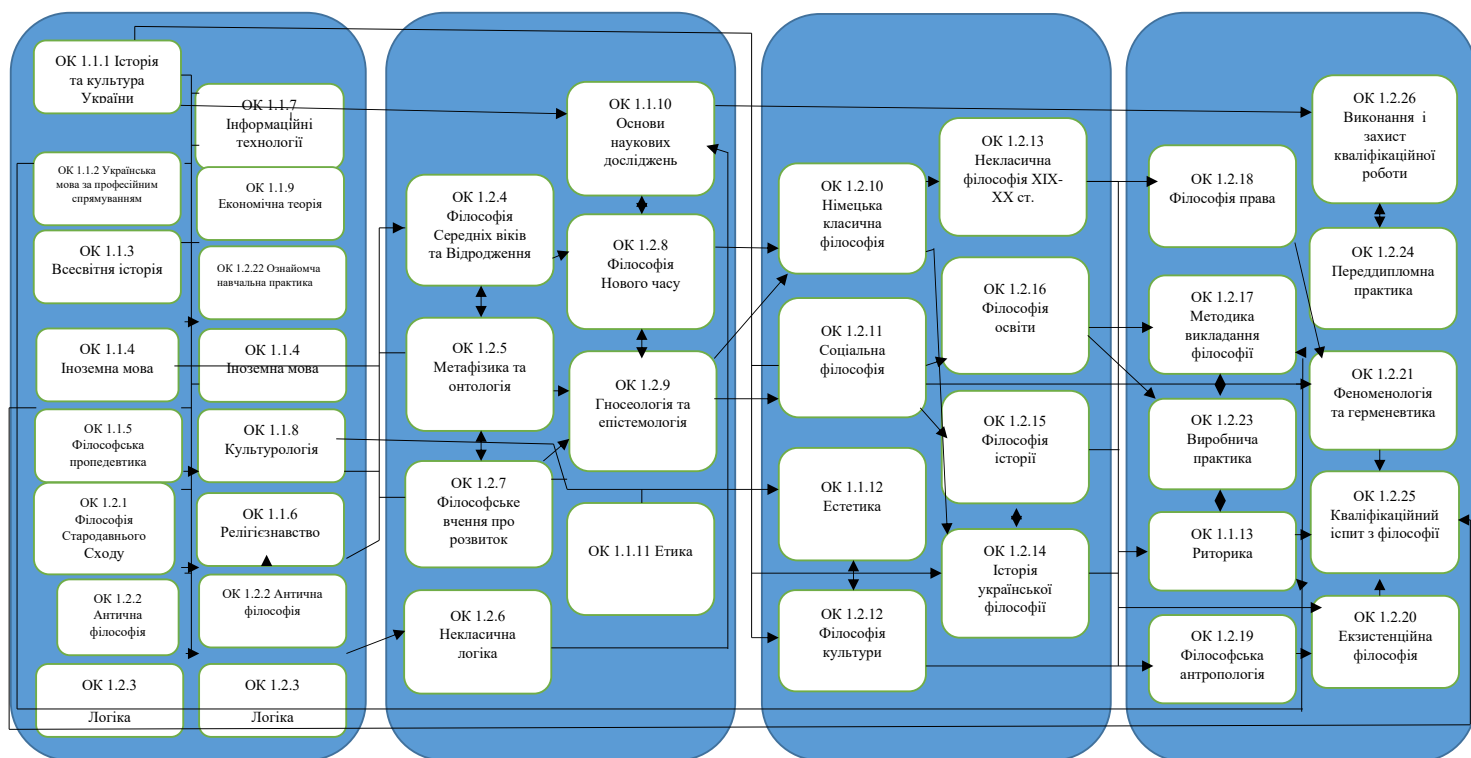 ОК 1.1.1 Історія
та культура
України
ОК 1.1.2 Українська
мова за професійним
спрямуванням
ОК 1.1.3
Всесвітня історія
ОК 1.1.4
Іноземна мова
ОК 1.1.5
Філософська
пропедевтика
ОК 1.2.1
Філософія
Стародавнього
Сходу
ОК 1.2.2
Антична
філософія
ОК 1.2.3
Логіка
ОК 1.1.7
Інформаційні
технології
ОК 1.1.9
Економічна теорія
ОК 1.2.22 Ознайомча
навчальна практика
ОК 1.1.4
Іноземна мова
ОК 1.1.8
Культурологія
ОК 1.1.6
Релігієзнавство
ОК 1.2.2 Антична
філософія
ОК 1.2.3
Логіка
ОК 1.2.4
Філософія
Середніх віків
та Відродження
ОК 1.2.5
Метафізика та
онтологія
ОК 1.2.7
Філософське
вчення про
розвиток
ОК 1.2.6
Некласична
логіка
ОК 1.1.10
Основи
наукових
досліджень
ОК 1.2.8
Філософія
Нового часу
ОК 1.2.9
Гносеологія та
епістемологія
ОК 1.1.11 Етика
ОК 1.2.10
Німецька
класична
філософія
ОК 1.2.11
Соціальна
філософія
ОК 1.1.12
Естетика
ОК 1.2.12
Філософія
культури
ОК 1.2.13
Некласична
філософія ХІХ-
ХХ ст.
ОК 1.2.16
Філософія
освіти
ОК 1.2.15
Філософія
історії
ОК 1.2.14
Історія
української
філософії
ОК 1.2.18
Філософія права
ОК 1.2.17
Методика
викладання
філософії
ОК 1.2.23
Виробнича
практика
ОК 1.1.13
Риторика
ОК 1.2.19
Філософська
антропологія
ОК 1.2.26
Виконання і
захист
кваліфікаційної
роботи
ОК 1.2.24
Переддипломна
практика
ОК 1.2.21
Феноменологія
та герменевтика
ОК 1.2.25
Кваліфікаційний
іспит з філософії
ОК 1.2.20
Екзистенційна
філософія